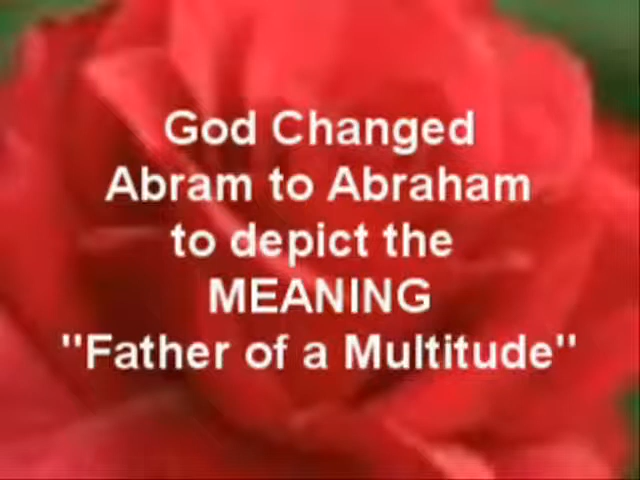 God Changed
Abram to Abraham
to depict the
MEANING
"Father of a Multitude"